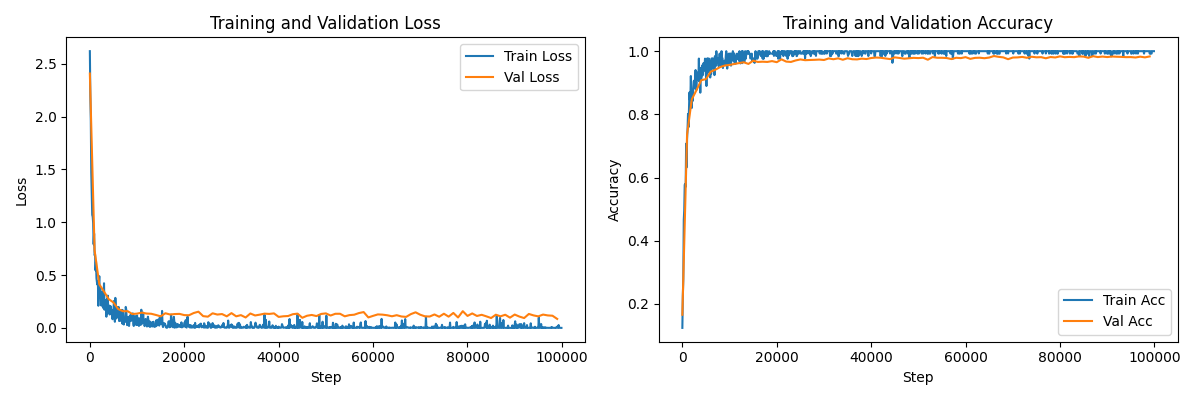 Training and Validation Loss
Loss
2.5
2.0
1.5
1.0
0.5
0.0
Train Loss
Val Loss
0 20000 40000 60000 80000 100000
Step
Training and Validation Accuracy
Accuracy
1.0
0.8
0.6
0.4
0.2
Train Acc
Val Acc
0 20000 40000 60000 80000 100000
Step